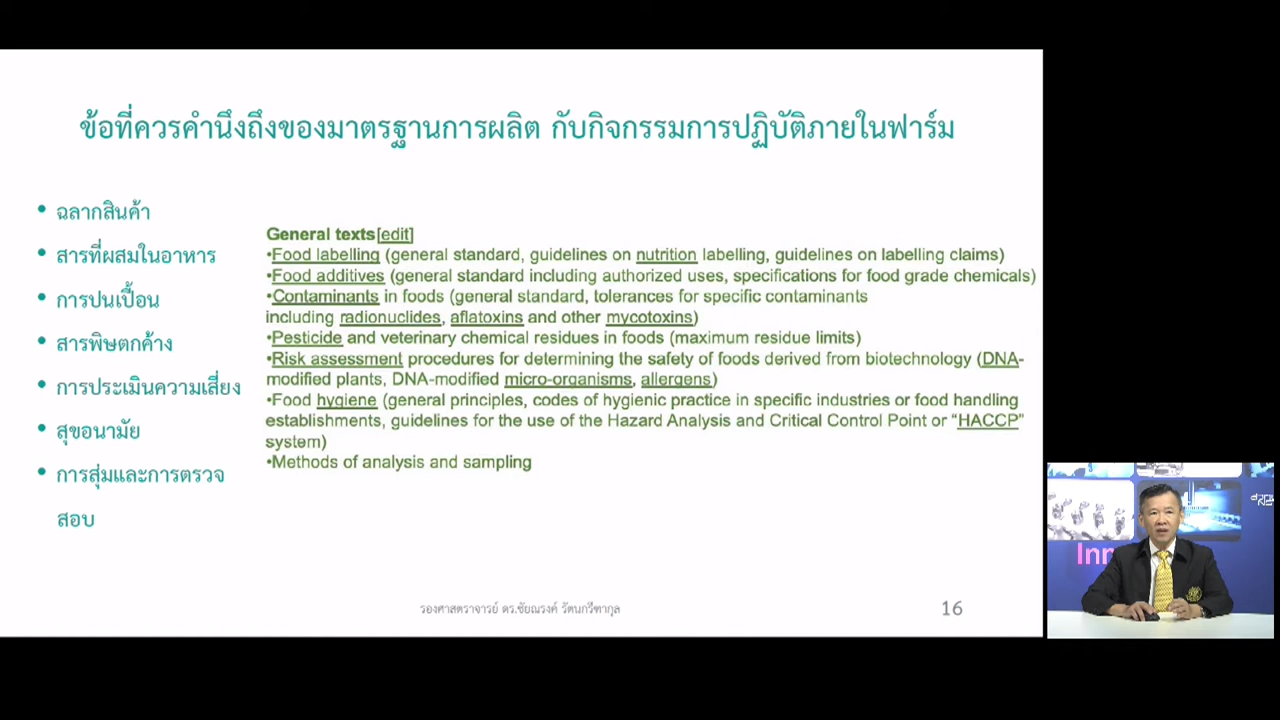 ข้อที่ควรคำนึงถึงของมาตรฐานการผลิต กับกิจกรรมการปฏิบัติภายในฟาร์ม
• ฉลากสินค้า
• สารที่ผสมในอาหาร
• การปนเปื้อน
• สารพิษตกค้าง
• การประเมินความเสี่ยง
• สุขอนามัย
• การสุ่มและการตรวจ
สอบ
General texts[edit]
•Food labelling (general standard, guidelines on nutrition labelling, guidelines on labelling claims)
•Food additives (general standard including authorized uses, specifications for food grade chemicals)
•Contaminants in foods (general standard, tolerances for specific contaminants
including radionuclides, aflatoxins and other mycotoxins)
•Pesticide and veterinary chemical residues in foods (maximum residue limits)
•Risk assessment procedures for determining the safety of foods derived from biotechnology (DNA-
modified plants, DNA-modified micro-organisms, allergens)
•Food hygiene (general principles, codes of hygienic practice in specific industries or food handling
establishments, guidelines for the use of the Hazard Analysis and Critical Control Point or “HACCP”
system)
•Methods of analysis and sampling
รองศาสตราจารย์ ดร.ชัยณรงค์ รัตนกรีฑากุล
16